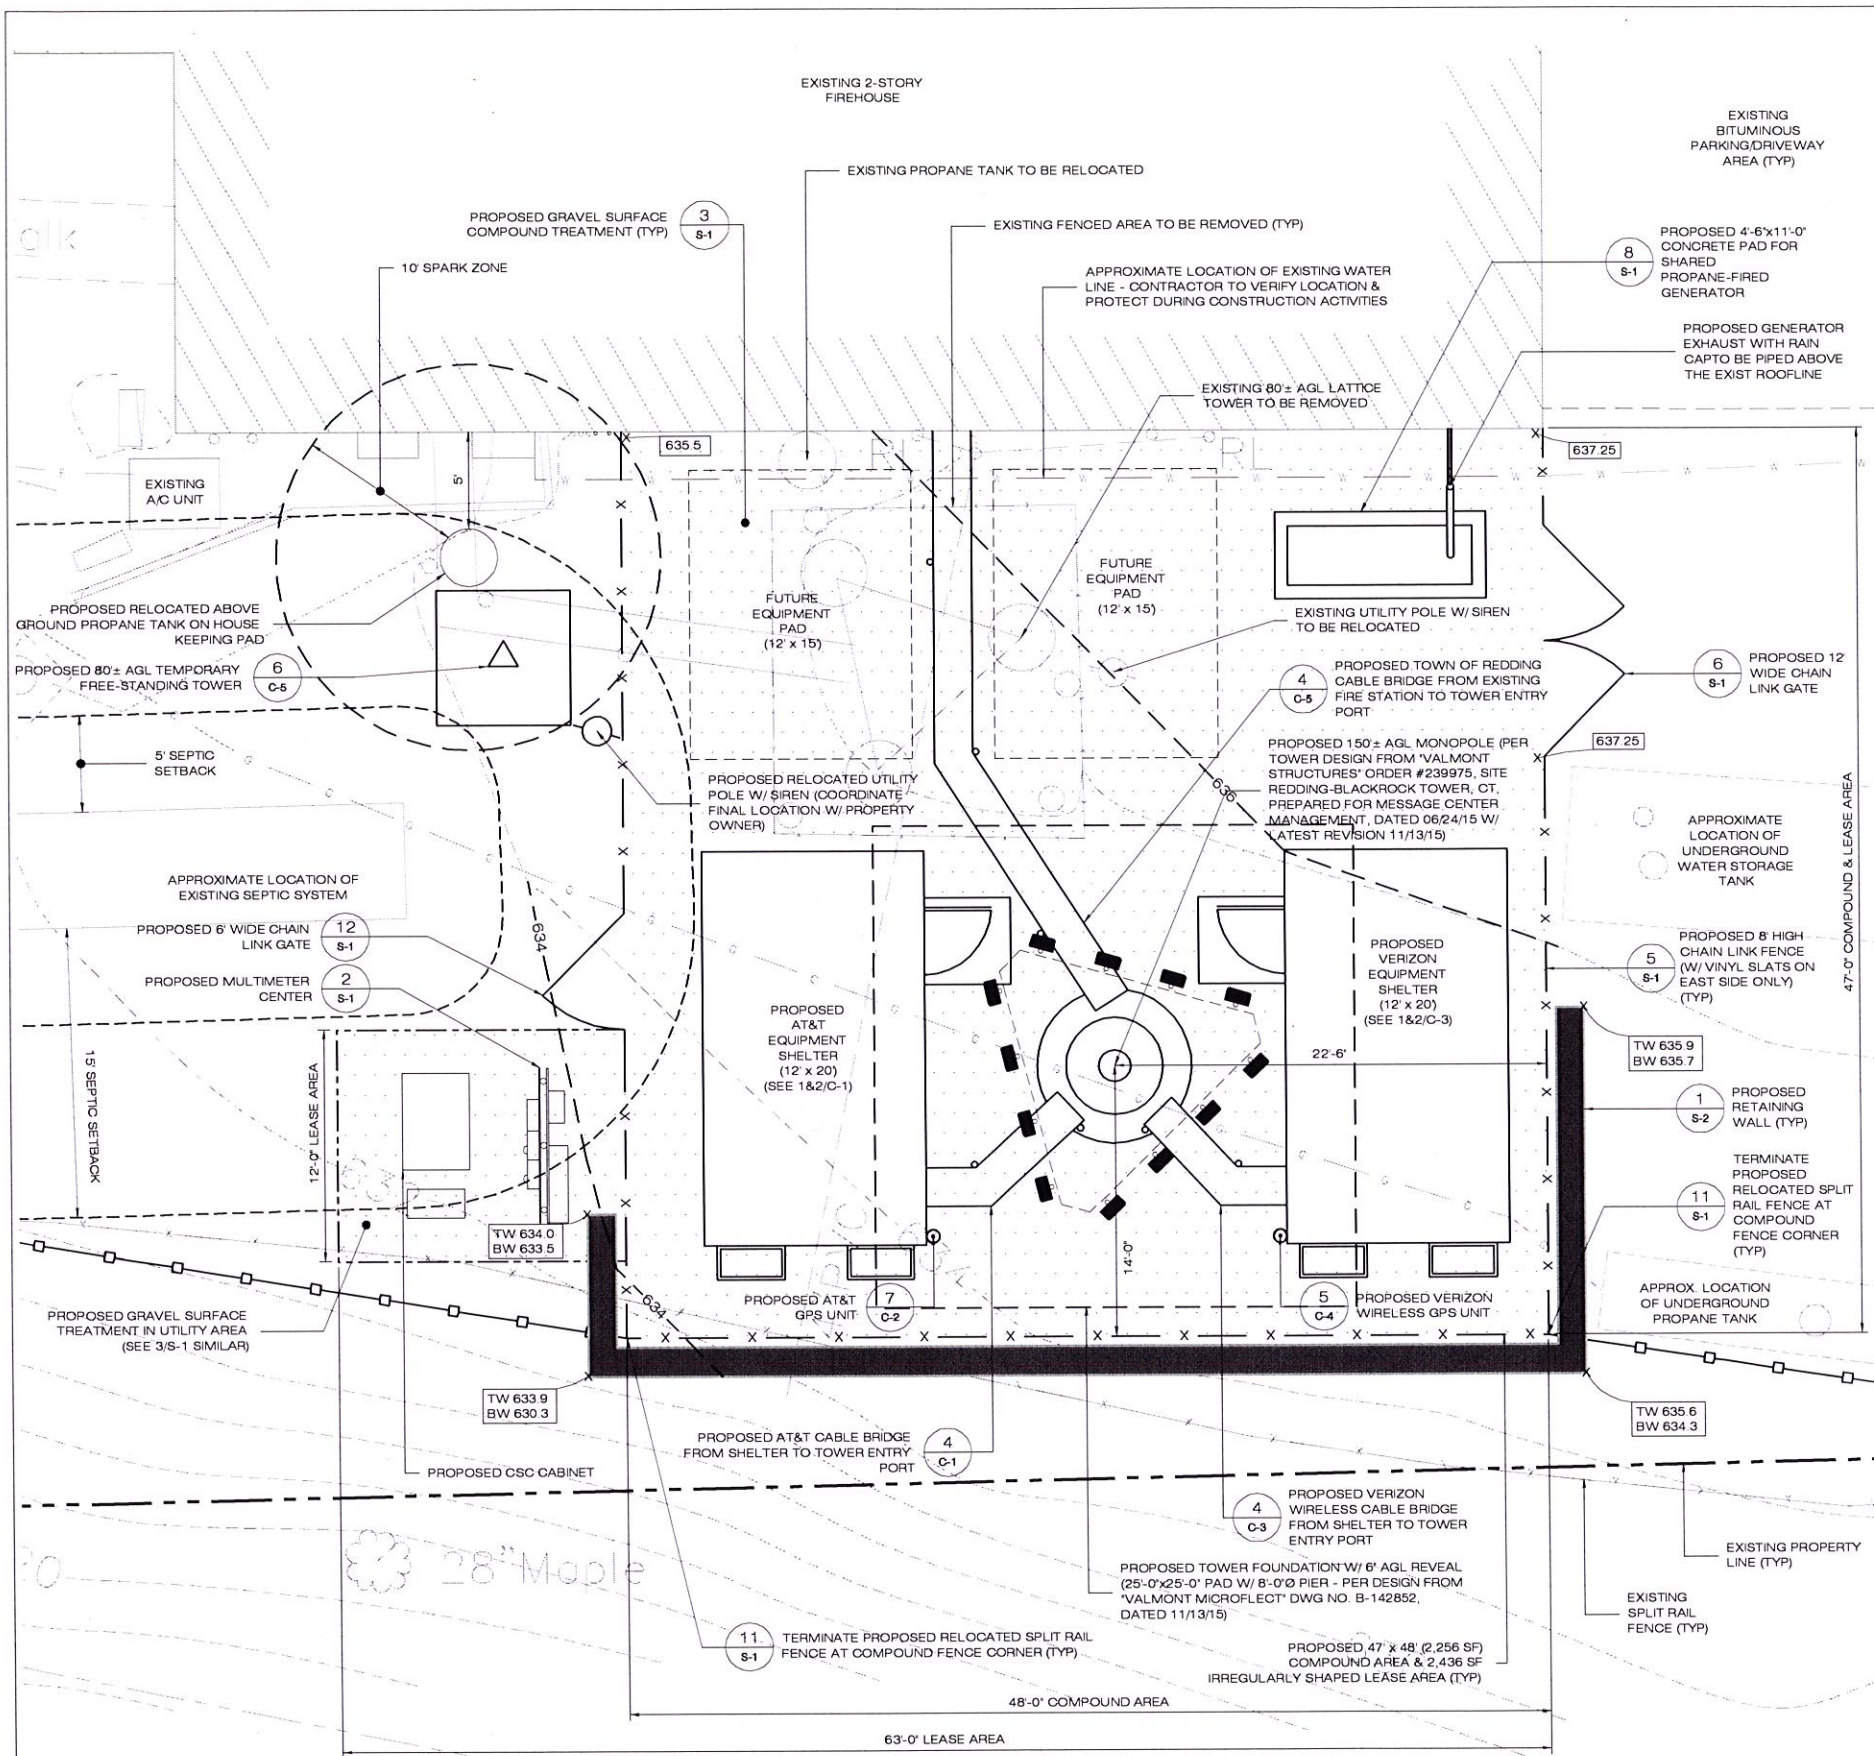 EXISTING 2-STORY
FIREHOUSE
EXISTING
BITUMINOUS
PARKING/DRIVEWAY
AREA (TYP)
EXISTING PROPANE TANK TO BE RELOCATED
PROPOSED GRAVEL SURFACE
COMPOUND TREATMENT (TYP)
3
S-1
EXISTING FENCED AREA TO BE REMOVED (TYP)
10' SPARK ZONE
APPROXIMATE LOCATION OF EXISTING WATER
LINE - CONTRACTOR TO VERIFY LOCATION &
PROTECT DURING CONSTRUCTION ACTIVITIES
8
S-1
PROPOSED 4'-6"x11'-0"
CONCRETE PAD FOR
SHARED
PROPANE-FIRED
GENERATOR
PROPOSED GENERATOR
EXHAUST WITH RAIN
CAPTO BE PIPED ABOVE
THE EXIST ROOFLINE
EXISTING 80'± AGL LATTICE
TOWER TO BE REMOVED
635.5
637.25
RL
EXISTING
A/C UNIT
5'
FUTURE
EQUIPMENT
PAD
(12' x 15')
FUTURE
EQUIPMENT
PAD
(12' x 15')
EXISTING UTILITY POLE W/ SIREN
TO BE RELOCATED
PROPOSED RELOCATED ABOVE
GROUND PROPANE TANK ON HOUSE
KEEPING PAD
PROPOSED 80'± AGL TEMPORARY
FREE-STANDING TOWER
6
C-5
4
C-5
PROPOSED TOWN OF REDDING
CABLE BRIDGE FROM EXISTING
FIRE STATION TO TOWER ENTRY
PORT
6
S-1
PROPOSED 12'
WIDE CHAIN
LINK GATE
637.25
5' SEPTIC
SETBACK
PROPOSED RELOCATED UTILITY
POLE W/ SIREN (COORDINATE
FINAL LOCATION W/ PROPERTY
OWNER)
636
PROPOSED 150'± AGL MONOPOLE (PER
TOWER DESIGN FROM "VALMONT
STRUCTURES" ORDER #239975, SITE
REDDING-BLACKROCK TOWER, CT,
PREPARED FOR MESSAGE CENTER
MANAGEMENT, DATED 06/24/15 W/
LATEST REVISION 11/13/15)
APPROXIMATE
LOCATION OF
UNDERGROUND
WATER STORAGE
TANK
47'-0" COMPOUND & LEASE AREA
APPROXIMATE LOCATION OF
EXISTING SEPTIC SYSTEM
PROPOSED 6' WIDE CHAIN
LINK GATE
12
S-1
634
PROPOSED MULTIMETER
CENTER
2
S-1
5
S-1
PROPOSED 8' HIGH
CHAIN LINK FENCE
(W/ VINYL SLATS ON
EAST SIDE ONLY)
(TYP)
PROPOSED
AT&T
EQUIPMENT
SHELTER
(12' x 20')
(SEE 1&2/C-1)
PROPOSED
VERIZON
EQUIPMENT
SHELTER
(12' x 20')
(SEE 1&2/C-3)
22'-6"
TW 635.9
BW 635.7
15' SEPTIC SETBACK
12'-0" LEASE AREA
1
S-2
PROPOSED
RETAINING
WALL (TYP)
11
S-1
TERMINATE
PROPOSED
RELOCATED SPLIT
RAIL FENCE AT
COMPOUND
FENCE CORNER
(TYP)
TW 634.0
BW 633.5
14'-0"
634
PROPOSED AT&T
GPS UNIT
7
C-2
5
C-4
PROPOSED VERIZON
WIRELESS GPS UNIT
APPROX. LOCATION
OF UNDERGROUND
PROPANE TANK
PROPOSED GRAVEL SURFACE
TREATMENT IN UTILITY AREA
(SEE 3/S-1 SIMILAR)
TW 633.9
BW 630.3
TW 635.6
BW 634.3
PROPOSED AT&T CABLE BRIDGE
FROM SHELTER TO TOWER ENTRY
PORT
4
C-1
PROPOSED CSC CABINET
4
C-3
PROPOSED VERIZON
WIRELESS CABLE BRIDGE
FROM SHELTER TO TOWER
ENTRY PORT
EXISTING PROPERTY
LINE (TYP)
28" Maple
PROPOSED TOWER FOUNDATION W/ 6" AGL REVEAL
(25'-0"x25'-0" PAD W/ 8'-0"Ø PIER - PER DESIGN FROM
"VALMONT MICROFLECT" DWG NO. B-142852,
DATED 11/13/15)
EXISTING
SPLIT RAIL
FENCE (TYP)
11
S-1
TERMINATE PROPOSED RELOCATED SPLIT RAIL
FENCE AT COMPOUND FENCE CORNER (TYP)
PROPOSED 47' x 48' (2,256 SF)
COMPOUND AREA & 2,436 SF
IRREGULARLY SHAPED LEASE AREA (TYP)
48'-0" COMPOUND AREA
63'-0" LEASE AREA